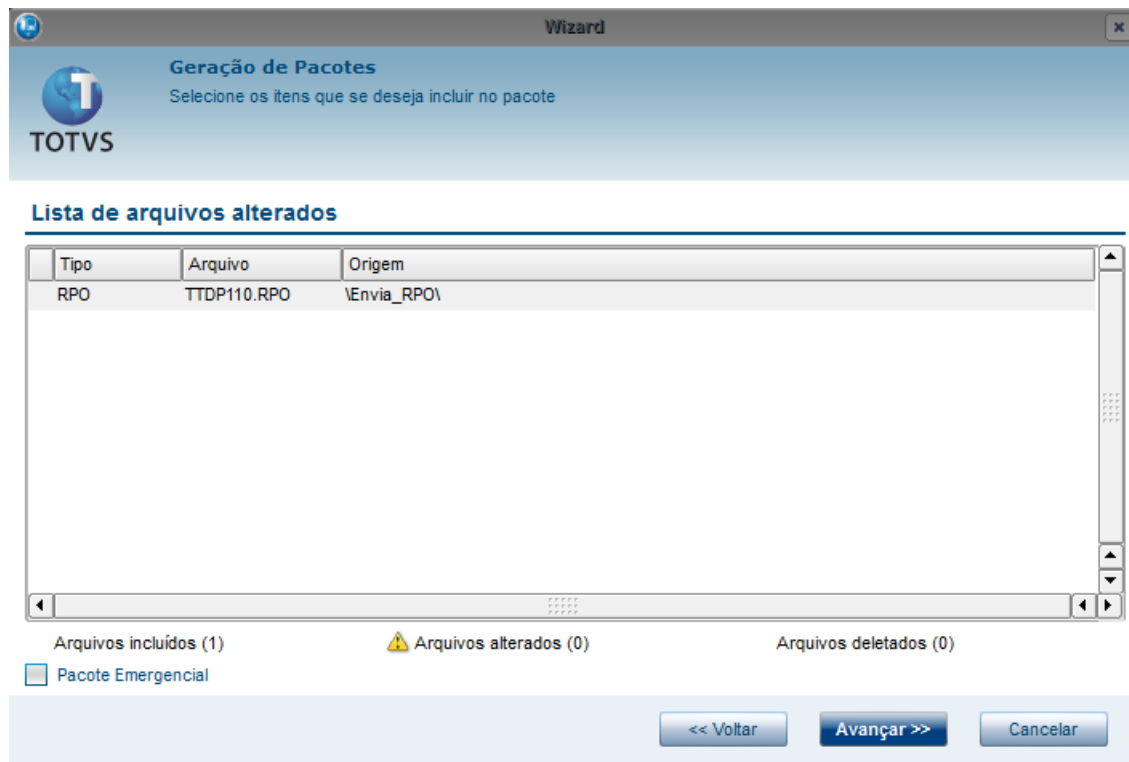 Wizard
Geração de Pacotes
Selecione os itens que se deseja incluir no pacote
TOTVS
Lista de arquivos alterados
Tipo Arquivo Origem
RPO TTDP110.RPO \Envia_RPO\
Arquivos incluídos (1) Arquivos alterados (0) Arquivos deletados (0)
Pacote Emergencial
<< Voltar Avançar >> Cancelar